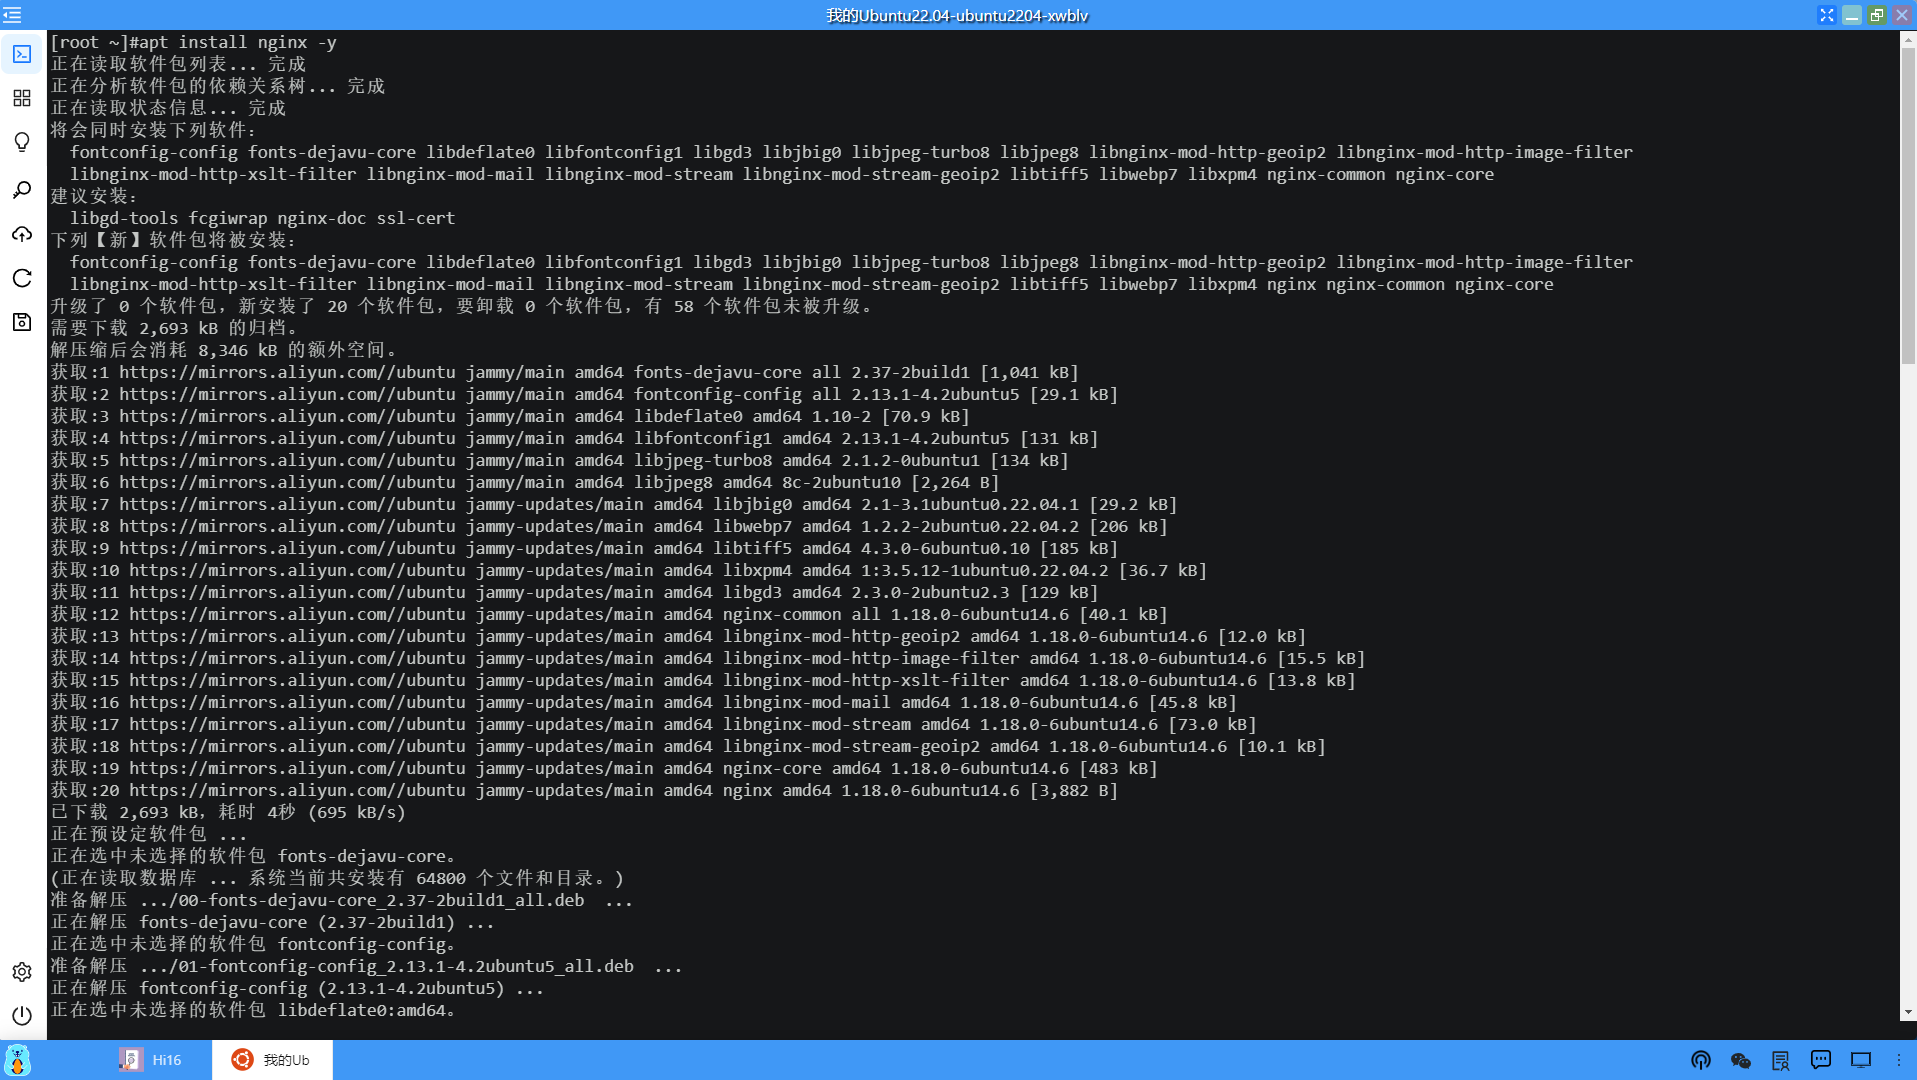 我的Ubuntu22.04-ubuntu2204-xwblv
[root ~]#apt install nginx -y
正在读取软件包列表... 完成
正在分析软件包的依赖关系树... 完成
正在读取状态信息... 完成
将会同时安装下列软件：
  fontconfig-config fonts-dejavu-core libdeflate0 libfontconfig1 libgd3 libjbig0 libjpeg-turbo8 libjpeg8 libnginx-mod-http-geoip2 libnginx-mod-http-image-filter
  libnginx-mod-http-xslt-filter libnginx-mod-mail libnginx-mod-stream libnginx-mod-stream-geoip2 libtiff5 libwebp7 libxpm4 nginx-common nginx-core
建议安装：
  libgd-tools fcgiwrap nginx-doc ssl-cert
下列【新】软件包将被安装：
  fontconfig-config fonts-dejavu-core libdeflate0 libfontconfig1 libgd3 libjbig0 libjpeg-turbo8 libjpeg8 libnginx-mod-http-geoip2 libnginx-mod-http-image-filter
  libnginx-mod-http-xslt-filter libnginx-mod-mail libnginx-mod-stream libnginx-mod-stream-geoip2 libtiff5 libwebp7 libxpm4 nginx nginx-common nginx-core
升级了 0 个软件包，新安装了 20 个软件包，要卸载 0 个软件包，有 58 个软件包未被升级。
需要下载 2,693 kB 的归档。
解压缩后会消耗 8,346 kB 的额外空间。
获取:1 https://mirrors.aliyun.com//ubuntu jammy/main amd64 fonts-dejavu-core all 2.37-2build1 [1,041 kB]
获取:2 https://mirrors.aliyun.com//ubuntu jammy/main amd64 fontconfig-config all 2.13.1-4.2ubuntu5 [29.1 kB]
获取:3 https://mirrors.aliyun.com//ubuntu jammy/main amd64 libdeflate0 amd64 1.10-2 [70.9 kB]
获取:4 https://mirrors.aliyun.com//ubuntu jammy/main amd64 libfontconfig1 amd64 2.13.1-4.2ubuntu5 [131 kB]
获取:5 https://mirrors.aliyun.com//ubuntu jammy/main amd64 libjpeg-turbo8 amd64 2.1.2-0ubuntu1 [134 kB]
获取:6 https://mirrors.aliyun.com//ubuntu jammy/main amd64 libjpeg8 amd64 8c-2ubuntu10 [2,264 B]
获取:7 https://mirrors.aliyun.com//ubuntu jammy-updates/main amd64 libjbig0 amd64 2.1-3.1ubuntu0.22.04.1 [29.2 kB]
获取:8 https://mirrors.aliyun.com//ubuntu jammy-updates/main amd64 libwebp7 amd64 1.2.2-2ubuntu0.22.04.2 [206 kB]
获取:9 https://mirrors.aliyun.com//ubuntu jammy-updates/main amd64 libtiff5 amd64 4.3.0-6ubuntu0.10 [185 kB]
获取:10 https://mirrors.aliyun.com//ubuntu jammy-updates/main amd64 libxpm4 amd64 1:3.5.12-1ubuntu0.22.04.2 [36.7 kB]
获取:11 https://mirrors.aliyun.com//ubuntu jammy-updates/main amd64 libgd3 amd64 2.3.0-2ubuntu2.3 [129 kB]
获取:12 https://mirrors.aliyun.com//ubuntu jammy-updates/main amd64 nginx-common all 1.18.0-6ubuntu14.6 [40.1 kB]
获取:13 https://mirrors.aliyun.com//ubuntu jammy-updates/main amd64 libnginx-mod-http-geoip2 amd64 1.18.0-6ubuntu14.6 [12.0 kB]
获取:14 https://mirrors.aliyun.com//ubuntu jammy-updates/main amd64 libnginx-mod-http-image-filter amd64 1.18.0-6ubuntu14.6 [15.5 kB]
获取:15 https://mirrors.aliyun.com//ubuntu jammy-updates/main amd64 libnginx-mod-http-xslt-filter amd64 1.18.0-6ubuntu14.6 [13.8 kB]
获取:16 https://mirrors.aliyun.com//ubuntu jammy-updates/main amd64 libnginx-mod-mail amd64 1.18.0-6ubuntu14.6 [45.8 kB]
获取:17 https://mirrors.aliyun.com//ubuntu jammy-updates/main amd64 libnginx-mod-stream amd64 1.18.0-6ubuntu14.6 [73.0 kB]
获取:18 https://mirrors.aliyun.com//ubuntu jammy-updates/main amd64 libnginx-mod-stream-geoip2 amd64 1.18.0-6ubuntu14.6 [10.1 kB]
获取:19 https://mirrors.aliyun.com//ubuntu jammy-updates/main amd64 nginx-core amd64 1.18.0-6ubuntu14.6 [483 kB]
获取:20 https://mirrors.aliyun.com//ubuntu jammy-updates/main amd64 nginx amd64 1.18.0-6ubuntu14.6 [3,882 B]
已下载 2,693 kB，耗时 4秒 (695 kB/s)
正在预设定软件包 ...
正在选中未选择的软件包 fonts-dejavu-core。
(正在读取数据库 ... 系统当前共安装有 64800 个文件和目录。)
准备解压 .../00-fonts-dejavu-core_2.37-2build1_all.deb  ...
正在解压 fonts-dejavu-core (2.37-2build1) ...
正在选中未选择的软件包 fontconfig-config。
准备解压 .../01-fontconfig-config_2.13.1-4.2ubuntu5_all.deb  ...
正在解压 fontconfig-config (2.13.1-4.2ubuntu5) ...
正在选中未选择的软件包 libdeflate0:amd64。
Hi16
我的Ub